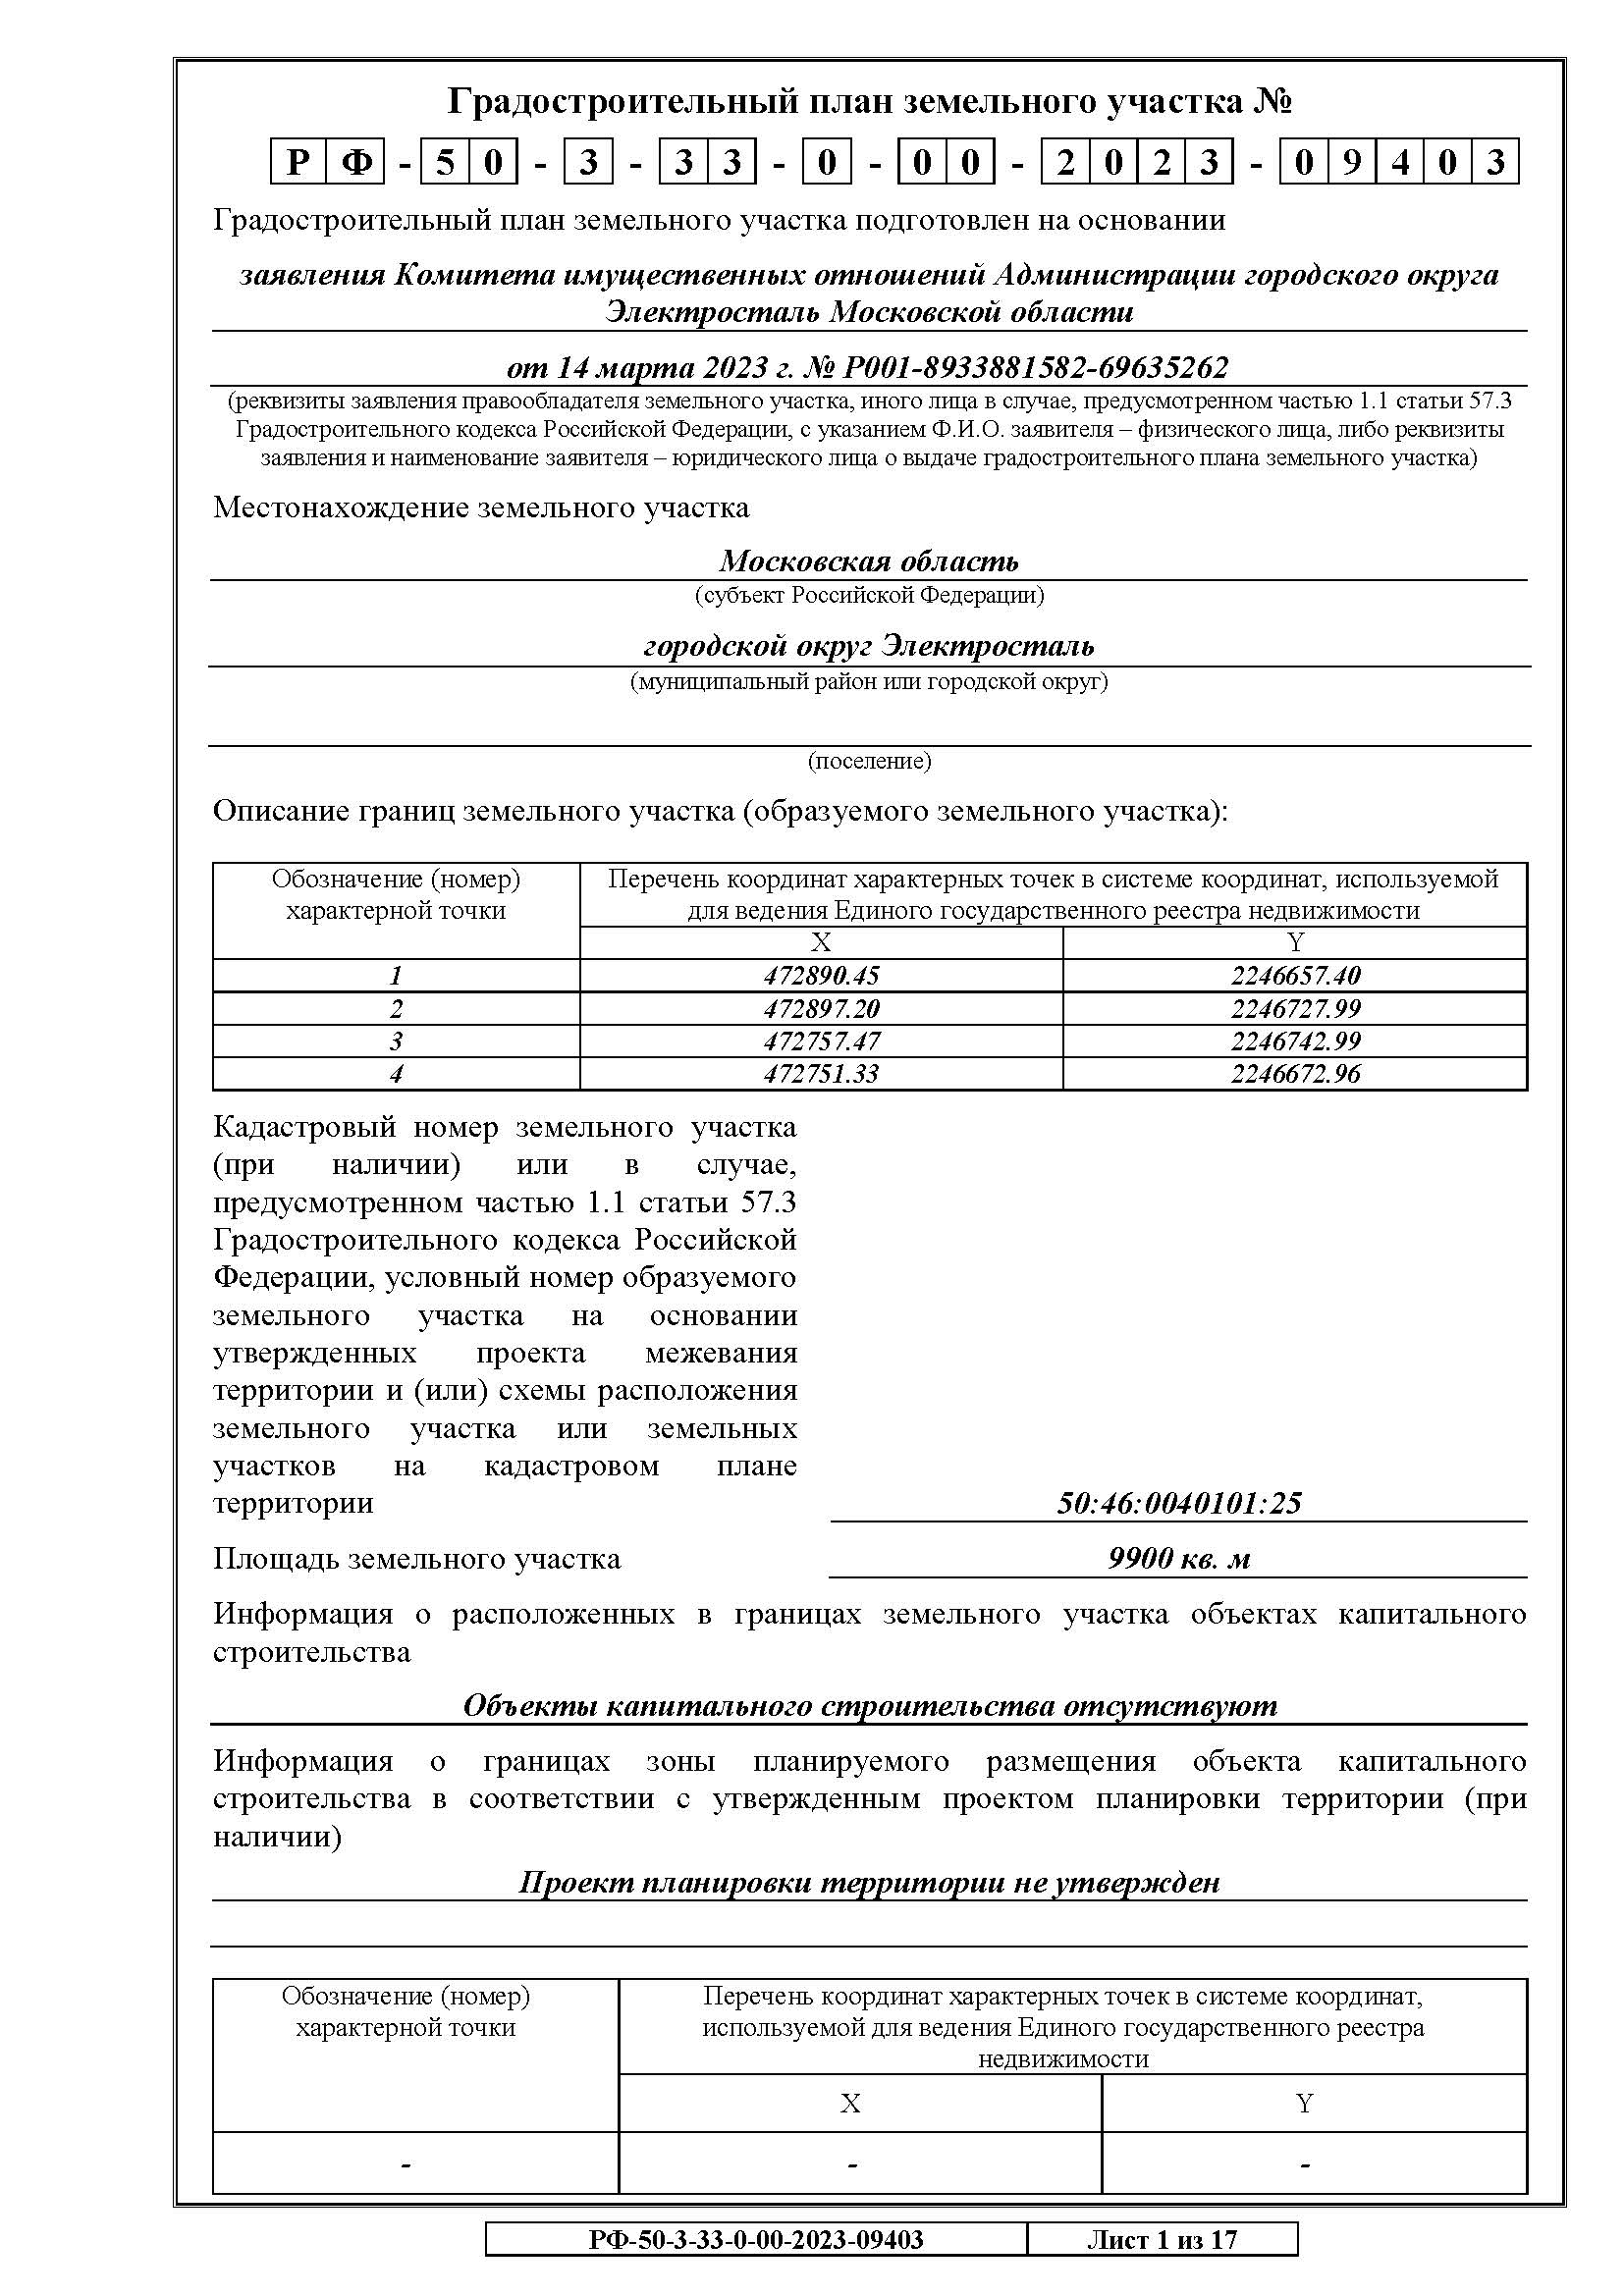 Градостроительный план земельного участка №
Р Ф - 5 0 - 3 - 3 3 - 0 - 0 0 - 2 0 2 3 - 0 9 4 0 3
Градостроительный план земельного участка подготовлен на основании
заявления Комитета имущественных отношений Администрации городского округа
Электросталь Московской области
от 14 марта 2023 г. № Р001-8933881582-69635262
(реквизиты заявления правообладателя земельного участка, иного лица в случае, предусмотренном частью 1.1 статьи 57.3
Градостроительного кодекса Российской Федерации, с указанием Ф.И.О. заявителя – физического лица, либо реквизиты
заявления и наименование заявителя – юридического лица о выдаче градостроительного плана земельного участка)
Местонахождение земельного участка
Московская область
(субъект Российской Федерации)
городской округ Электросталь
(муниципальный район или городской округ)
(поселение)
Описание границ земельного участка (образуемого земельного участка):
Обозначение (номер)
характерной точки
Перечень координат характерных точек в системе координат, используемой
для ведения Единого государственного реестра недвижимости
X Y
1 472890.45 2246657.40
2 472897.20 2246727.99
3 472757.47 2246742.99
4 472751.33 2246672.96
Кадастровый номер земельного участка
(при наличии) или в случае,
предусмотренном частью 1.1 статьи 57.3
Градостроительного кодекса Российской
Федерации, условный номер образуемого
земельного участка на основании
утвержденных проекта межевания
территории и (или) схемы расположения
земельного участка или земельных
участков на кадастровом плане
территории 50:46:0040101:25
Площадь земельного участка 9900 кв. м
Информация о расположенных в границах земельного участка объектах капитального
строительства
Объекты капитального строительства отсутствуют
Информация о границах зоны планируемого размещения объекта капитального
строительства в соответствии с утвержденным проектом планировки территории (при
наличии)
Проект планировки территории не утвержден
Обозначение (номер)
характерной точки
Перечень координат характерных точек в системе координат,
используемой для ведения Единого государственного реестра
недвижимости
X Y
- - -
РФ-50-3-33-0-00-2023-09403 Лист 1 из 17